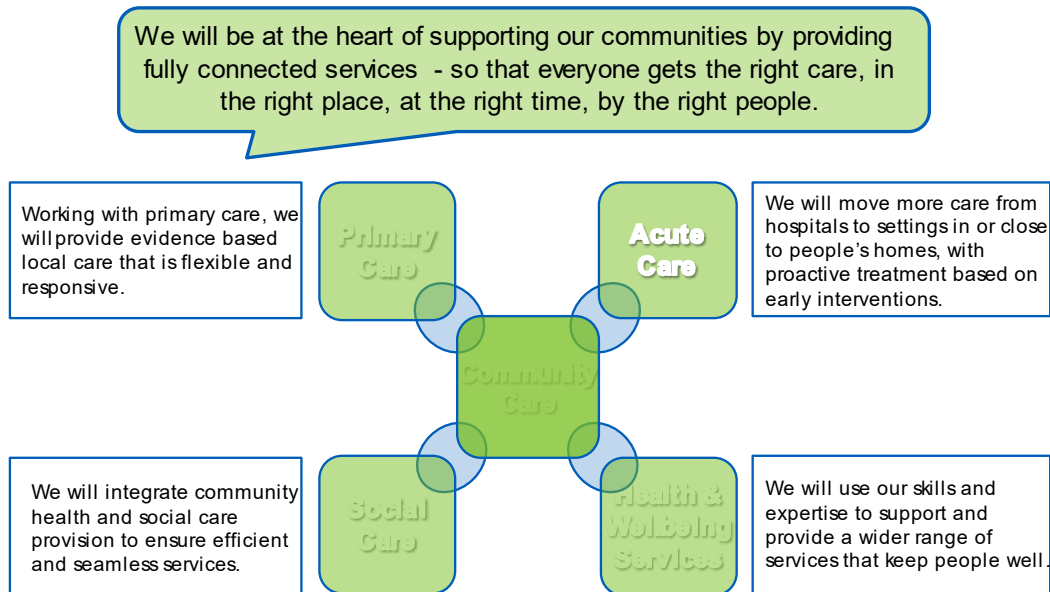 We will be at the heart of supporting our communities by providing
fully connected services - so that everyone gets the right care, in
the right place, at the right time, by the right people.
Working with primary care, we
will provide evidence based
local care that is flexible and
responsive.
Primary
Care
Acute
Care
We will move more care from
hospitals to settings in or close
to people’s homes, with
proactive treatment based on
early interventions.
Community
Care
We will integrate community
health and social care
provision to ensure efficient
and seamless services.
Social
Care
Health &
Wellbeing
Services
We will use our skills and
expertise to support and
provide a wider range of
services that keep people well.